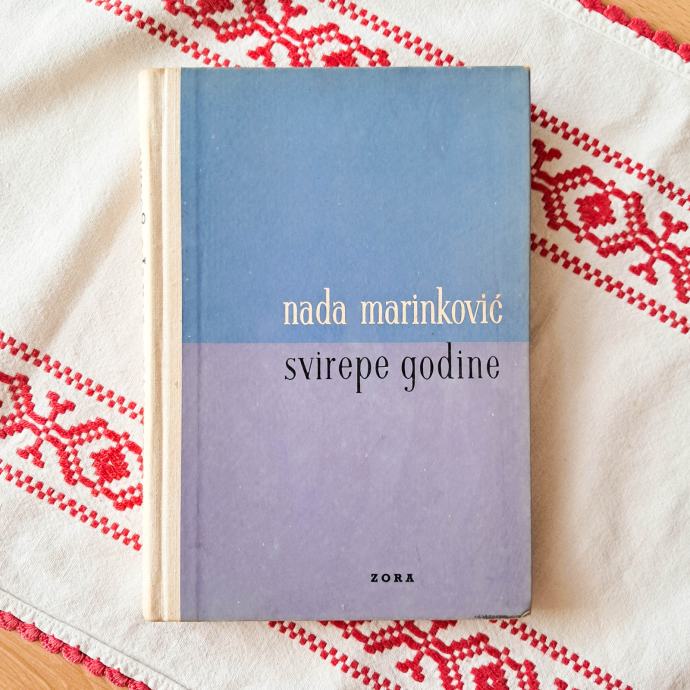 nada marinković
svirepe godine
ZORA